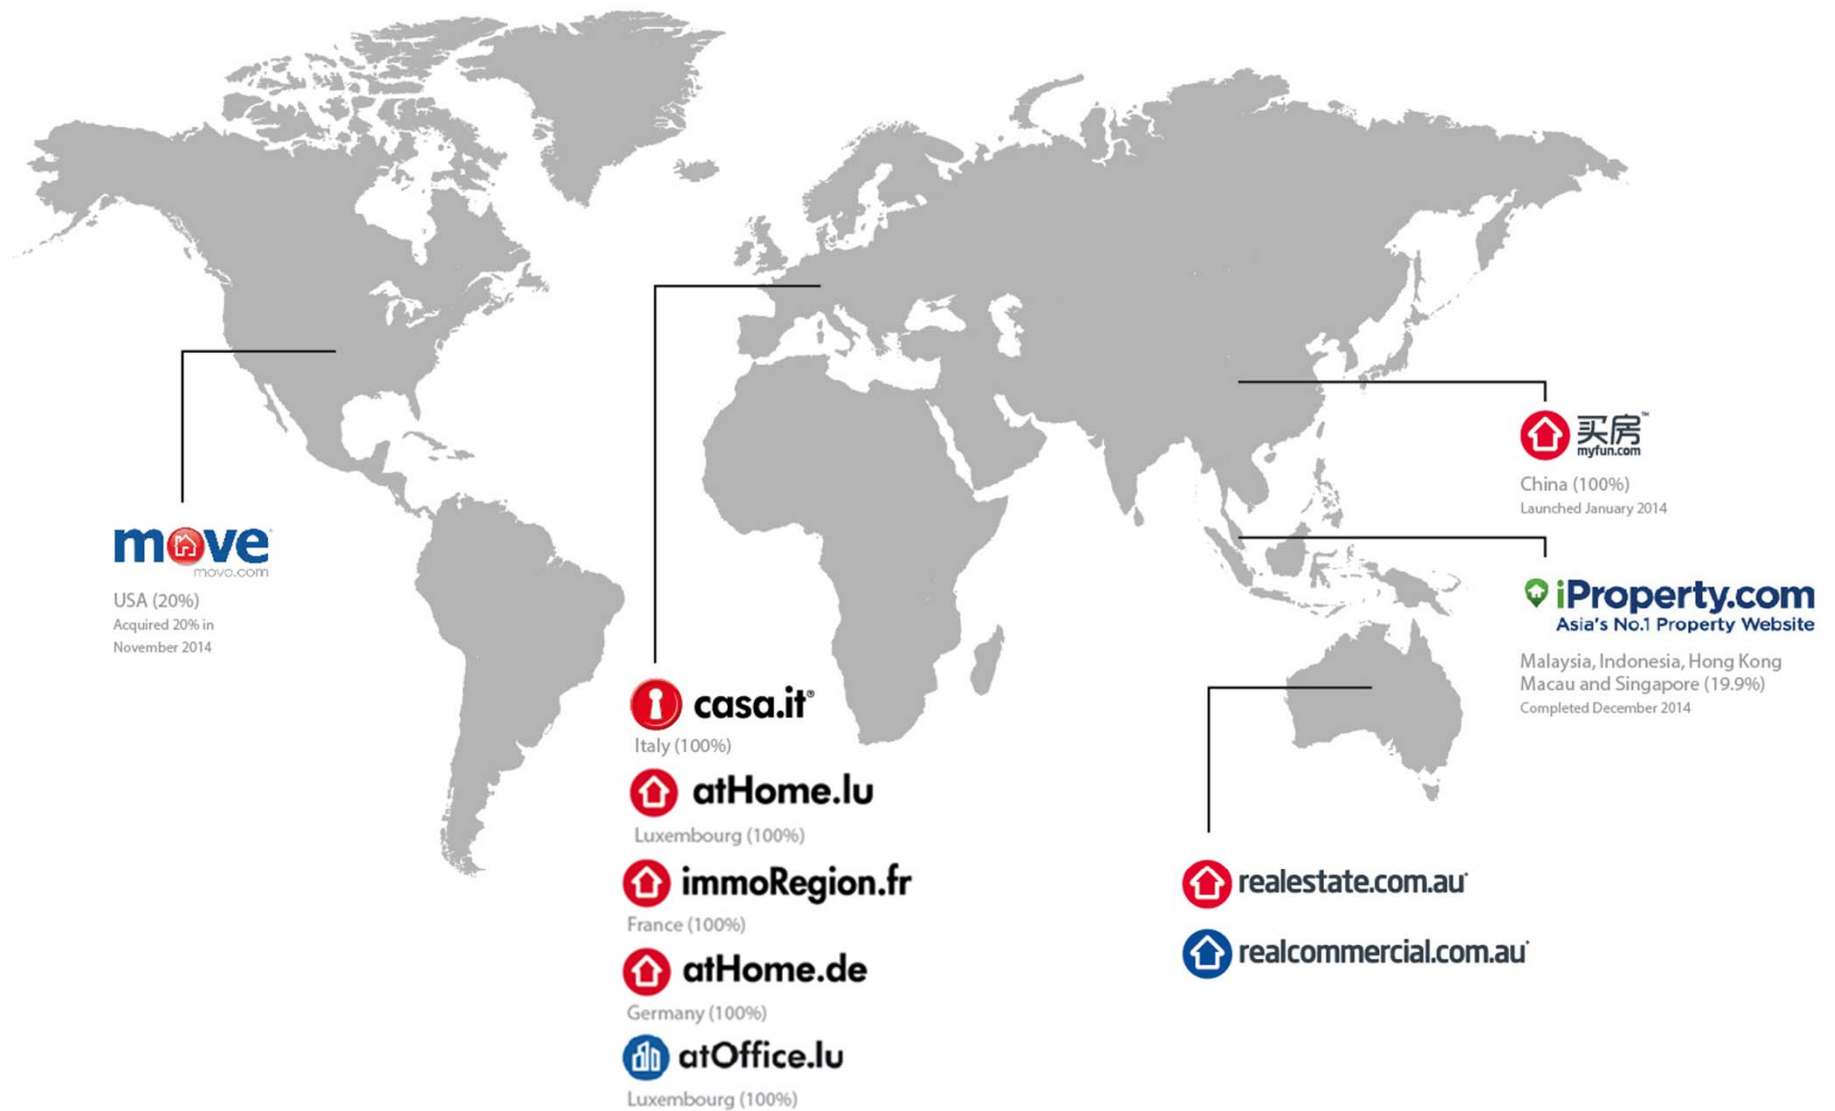 move
move.com
USA (20%)
Acquired 20% in
November 2014
casa.it®
Italy (100%)
atHome.lu
Luxembourg (100%)
immoRegion.fr
France (100%)
atHome.de
Germany (100%)
atOffice.lu
Luxembourg (100%)
买房™
myfun.com
China (100%)
Launched January 2014
iProperty.com
Asia's No.1 Property Website
Malaysia, Indonesia, Hong Kong
Macau and Singapore (19.9%)
Completed December 2014
realestate.com.au
realcommercial.com.au